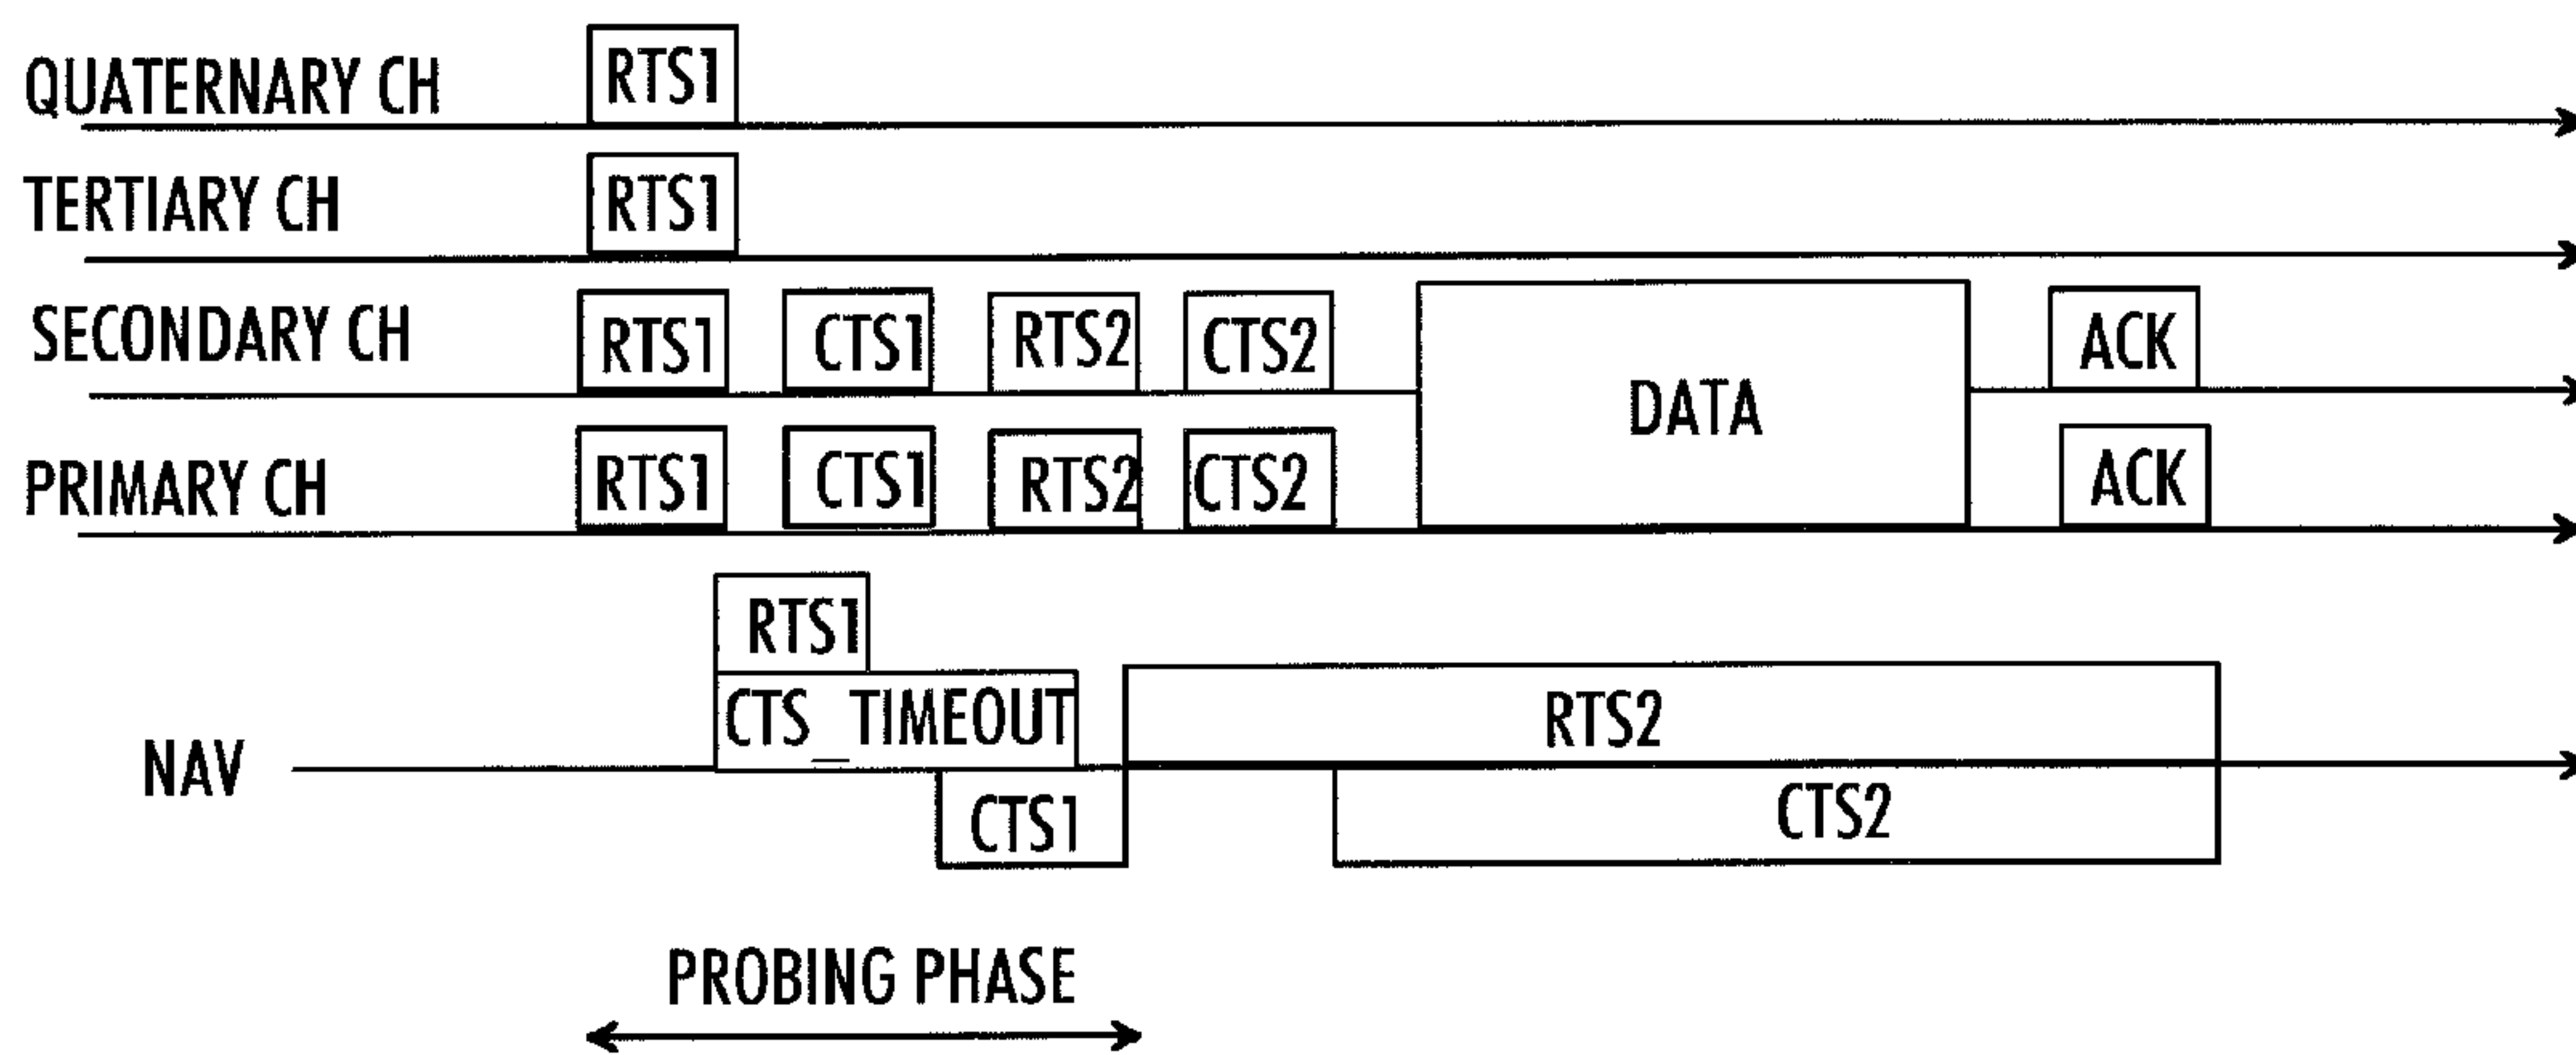 QUATERNARY CH RTS1
TERTIARY CH RTS1
SECONDARY CH RTS1 CTS1 RTS2 CTS2 ACK
DATA
PRIMARY CH RTS1 CTS1 RTS2 CTS2 ACK
RTS1
CTS_TIMEOUT RTS2
NAV
CTS1 CTS2
PROBING PHASE